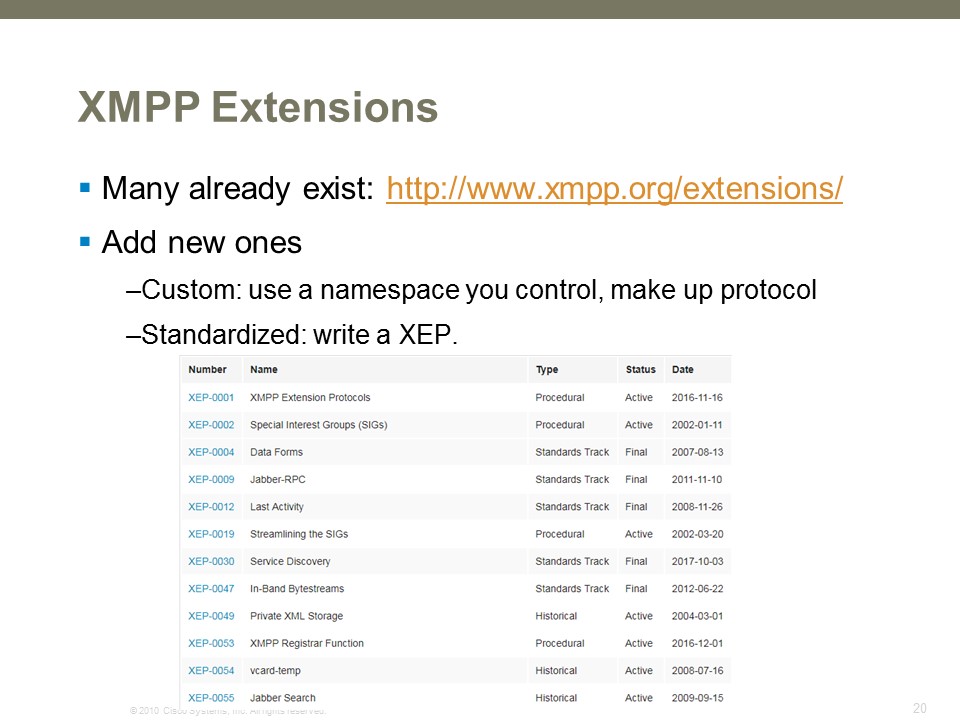 XMPP Extensions
▪ Many already exist: http://www.xmpp.org/extensions/
▪ Add new ones
–Custom: use a namespace you control, make up protocol
–Standardized: write a XEP.
Number Name Type Status Date
XEP-0001 XMPP Extension Protocols Procedural Active 2016-11-16
XEP-0002 Special Interest Groups (SIGs) Procedural Active 2002-01-11
XEP-0004 Data Forms Standards Track Final 2007-08-13
XEP-0009 Jabber-RPC Standards Track Final 2011-11-10
XEP-0012 Last Activity Standards Track Final 2008-11-26
XEP-0019 Streamlining the SIGs Procedural Active 2002-03-20
XEP-0030 Service Discovery Standards Track Final 2017-10-03
XEP-0047 In-Band Bytestreams Standards Track Final 2012-06-22
XEP-0049 Private XML Storage Historical Active 2004-03-01
XEP-0053 XMPP Registrar Function Procedural Active 2016-12-01
XEP-0054 vcard-temp Historical Active 2008-07-16
XEP-0055 Jabber Search Historical Active 2009-09-15
© 2010 Cisco Systems, Inc. All rights reserved. 20